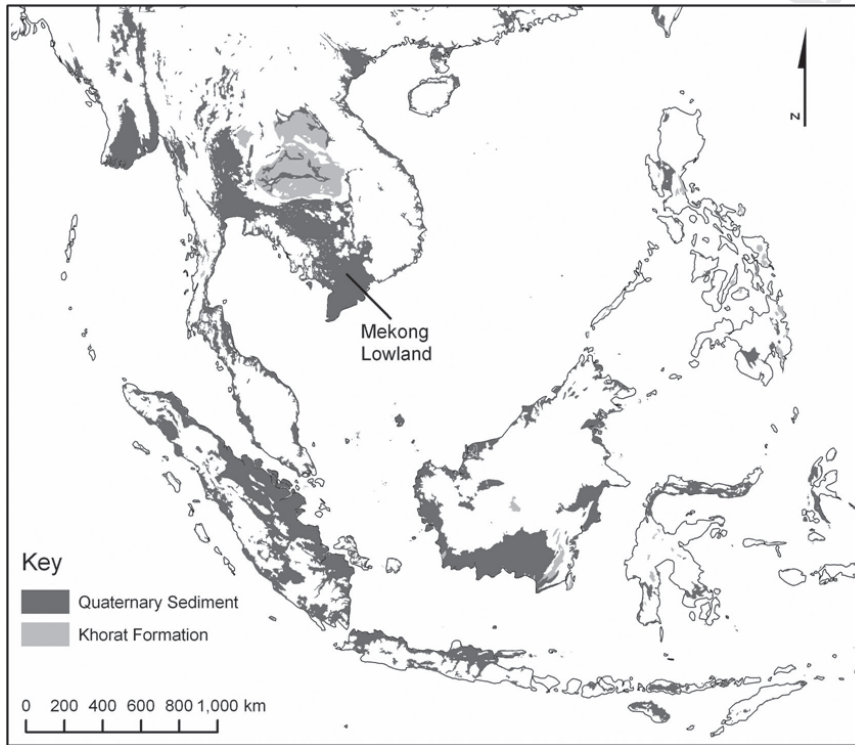 N
Mekong
Lowland
Key
Quaternary Sediment
Khorat Formation
0 200 400 600 800 1,000 km